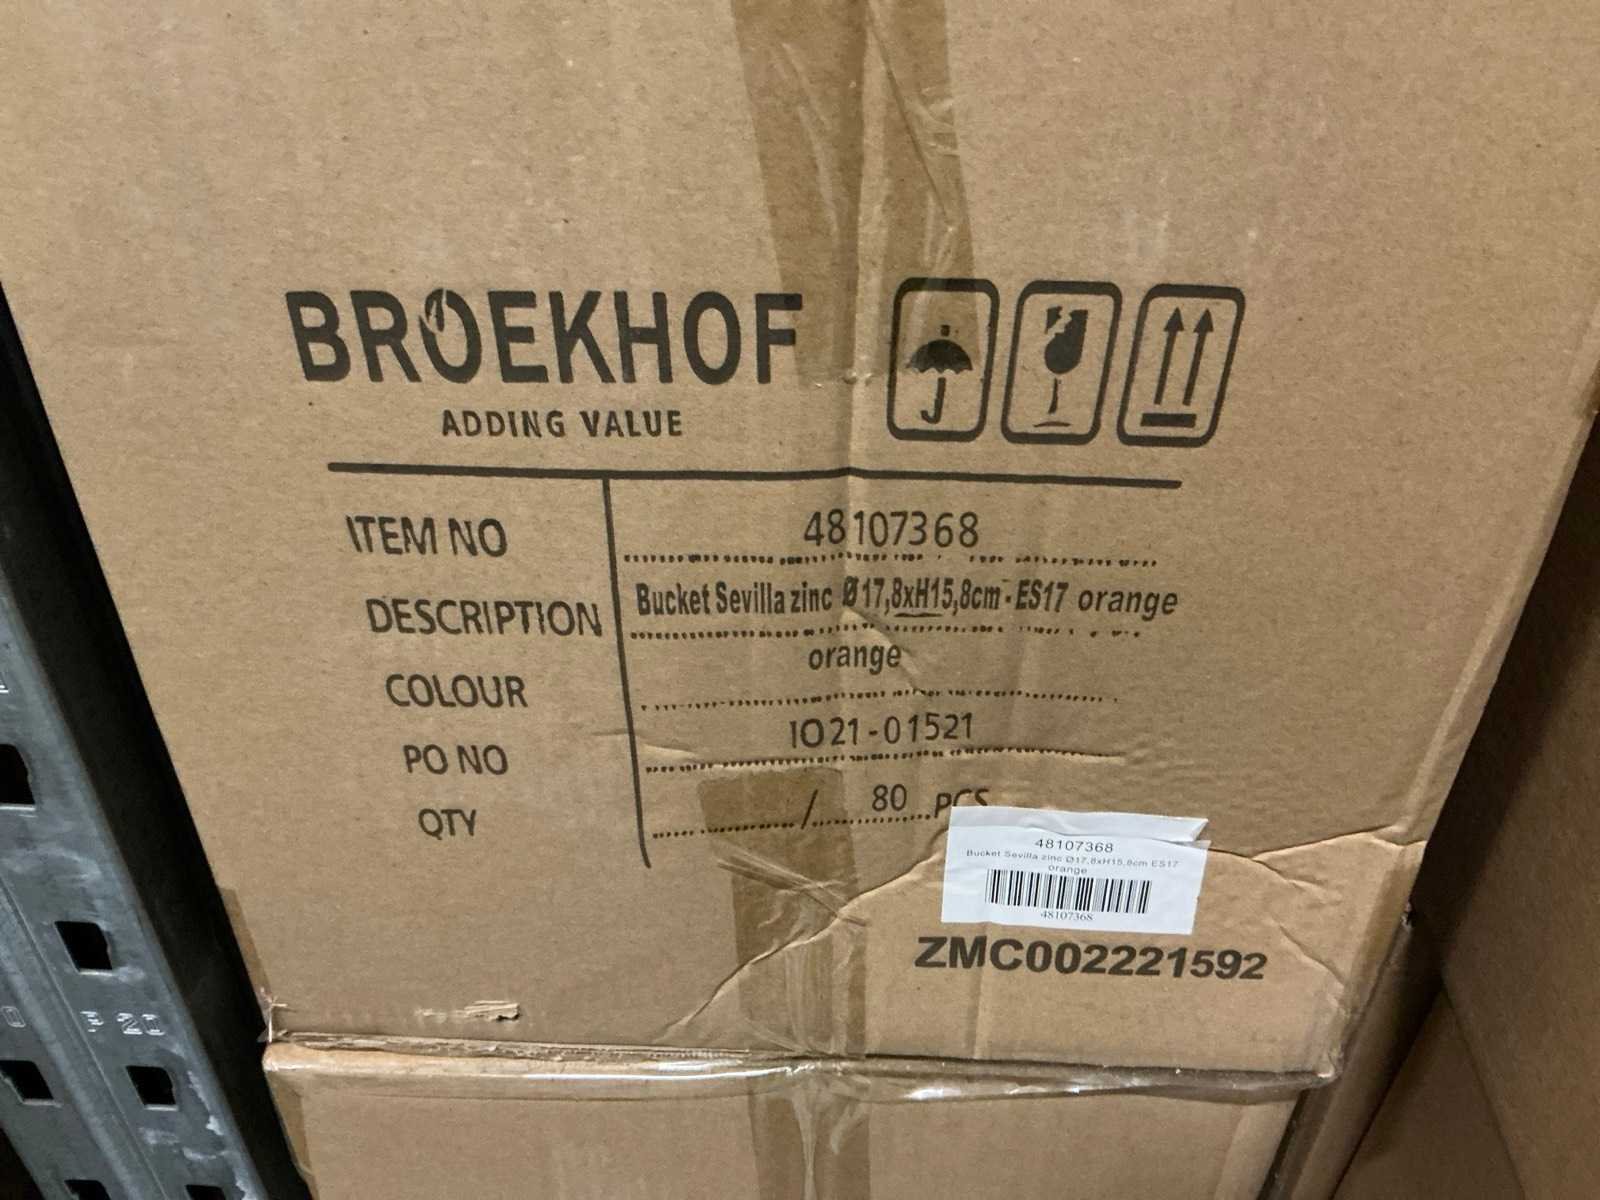 BROEKHOF
ADDING VALUE
ITEM NO 48107368
DESCRIPTION Bucket Sevilla zinc Ø17,8xH15,8cm - ES17 orange
COLOUR orange
PO NO IO21-01521
QTY / 80 PCS
48107368
Bucket Sevilla zinc Ø17,8xH15,8cm ES17
orange
48107368
ZMC002221592
P 20